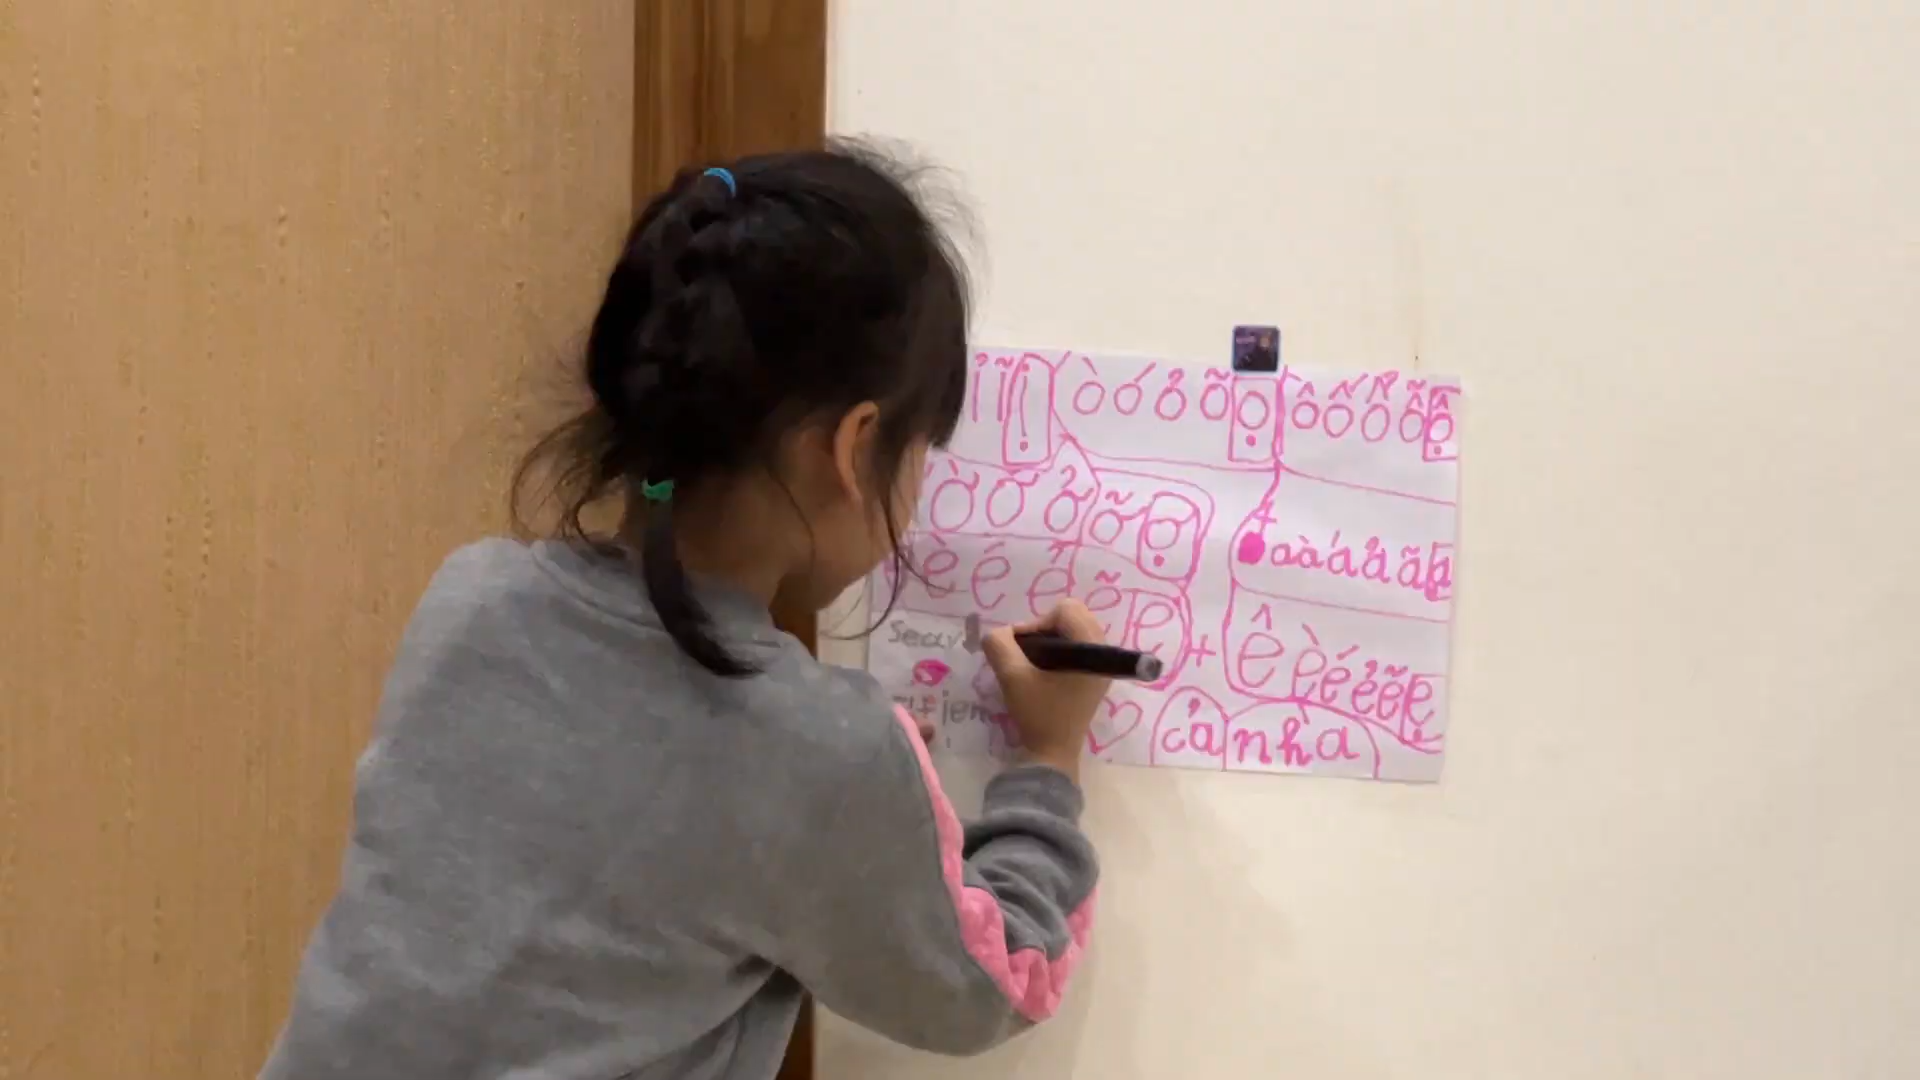 ỉ ĩ ị ò ó ỏ õ ọ ồ ố ổ ỗ ộ
ờ ớ ở ỡ ợ + a à á ả ã ạ
è é ẻ ẽ ẹ + ê è é ẻ ẽ ẹ
cả nhà